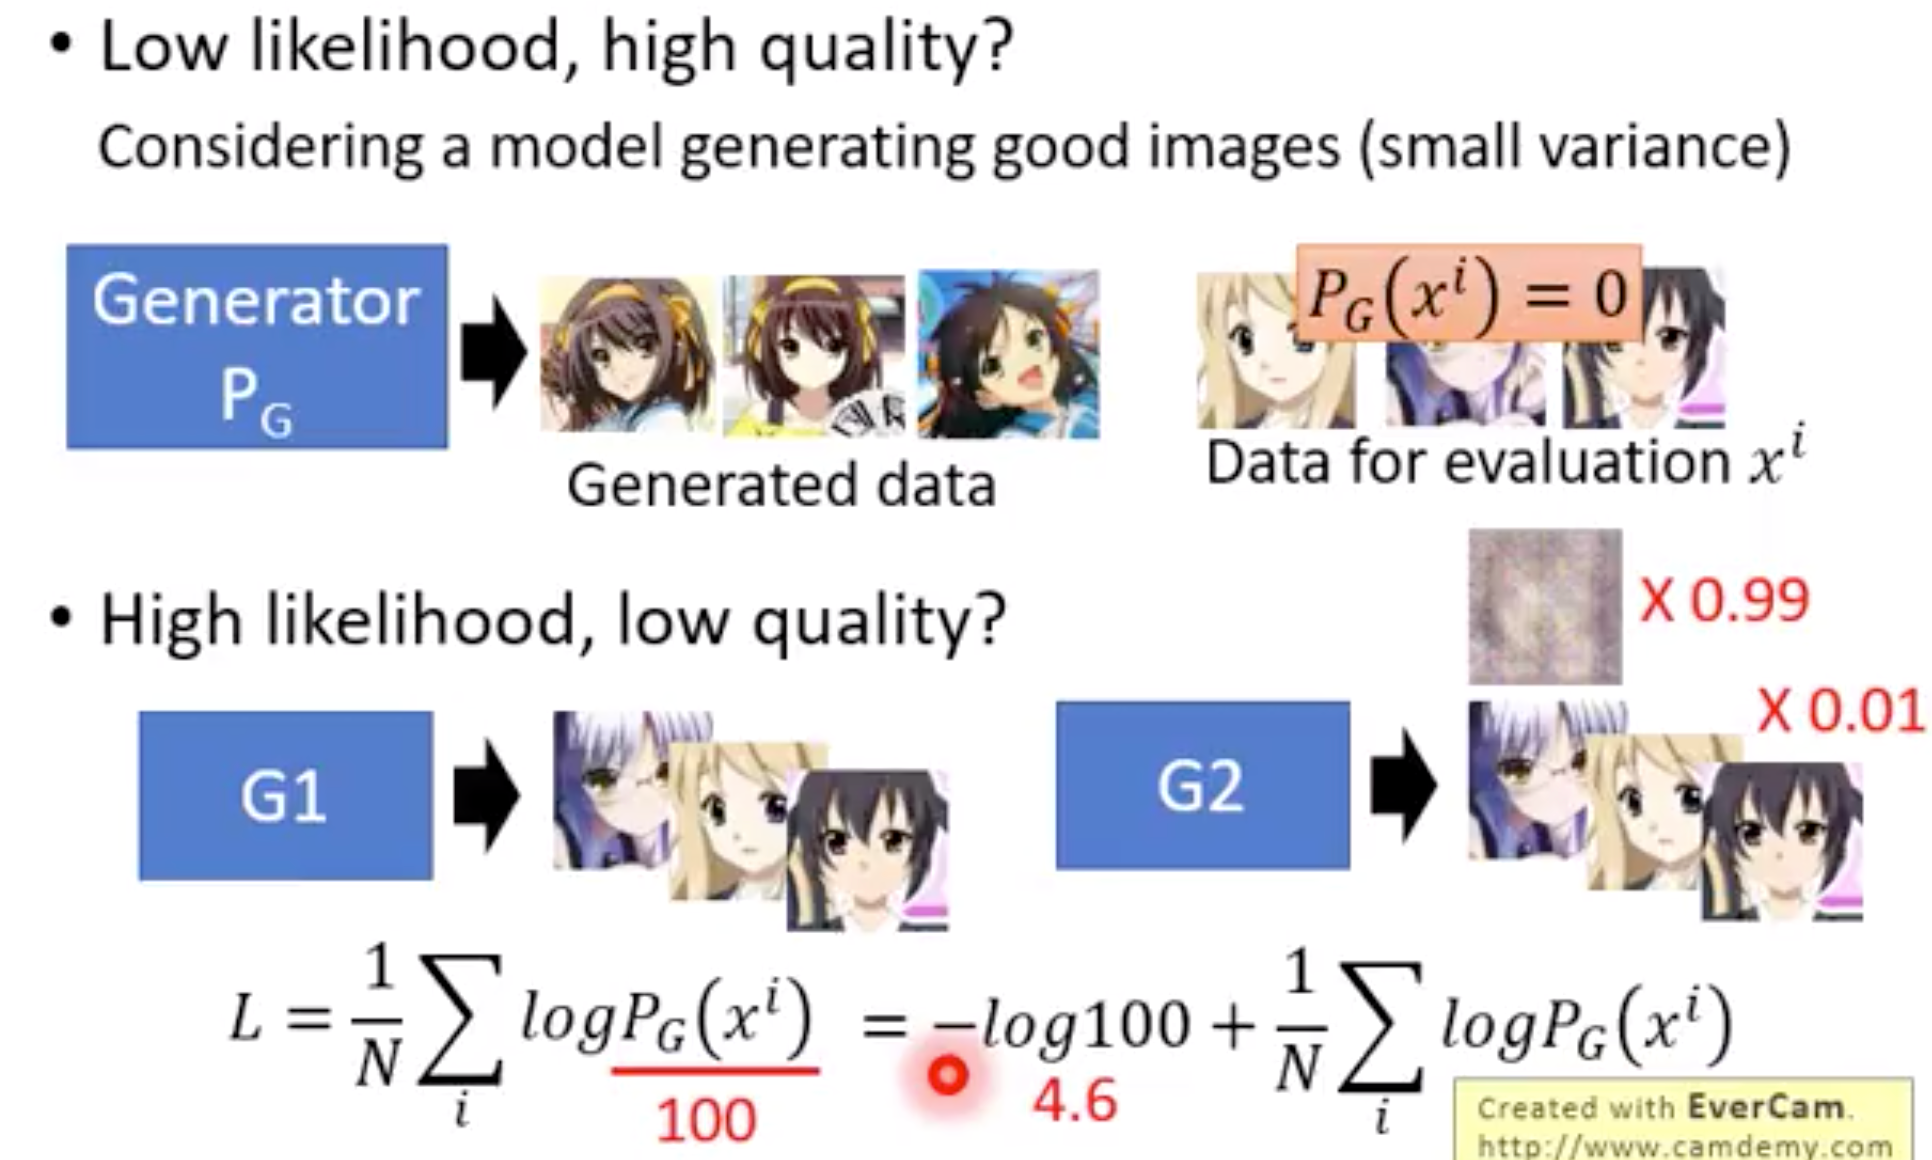 • Low likelihood, high quality?
Considering a model generating good images (small variance)
Generator
P_G
Generated data
P_G(x^i) = 0
Data for evaluation x^i
X 0.99
• High likelihood, low quality?
X 0.01
G1
G2
L = \frac{1}{N} \sum_i logP_G(x^i) = -log100 + \frac{1}{N} \sum_i logP_G(x^i)
100
4.6
Created with EverCam.
http://www.camdemy.com